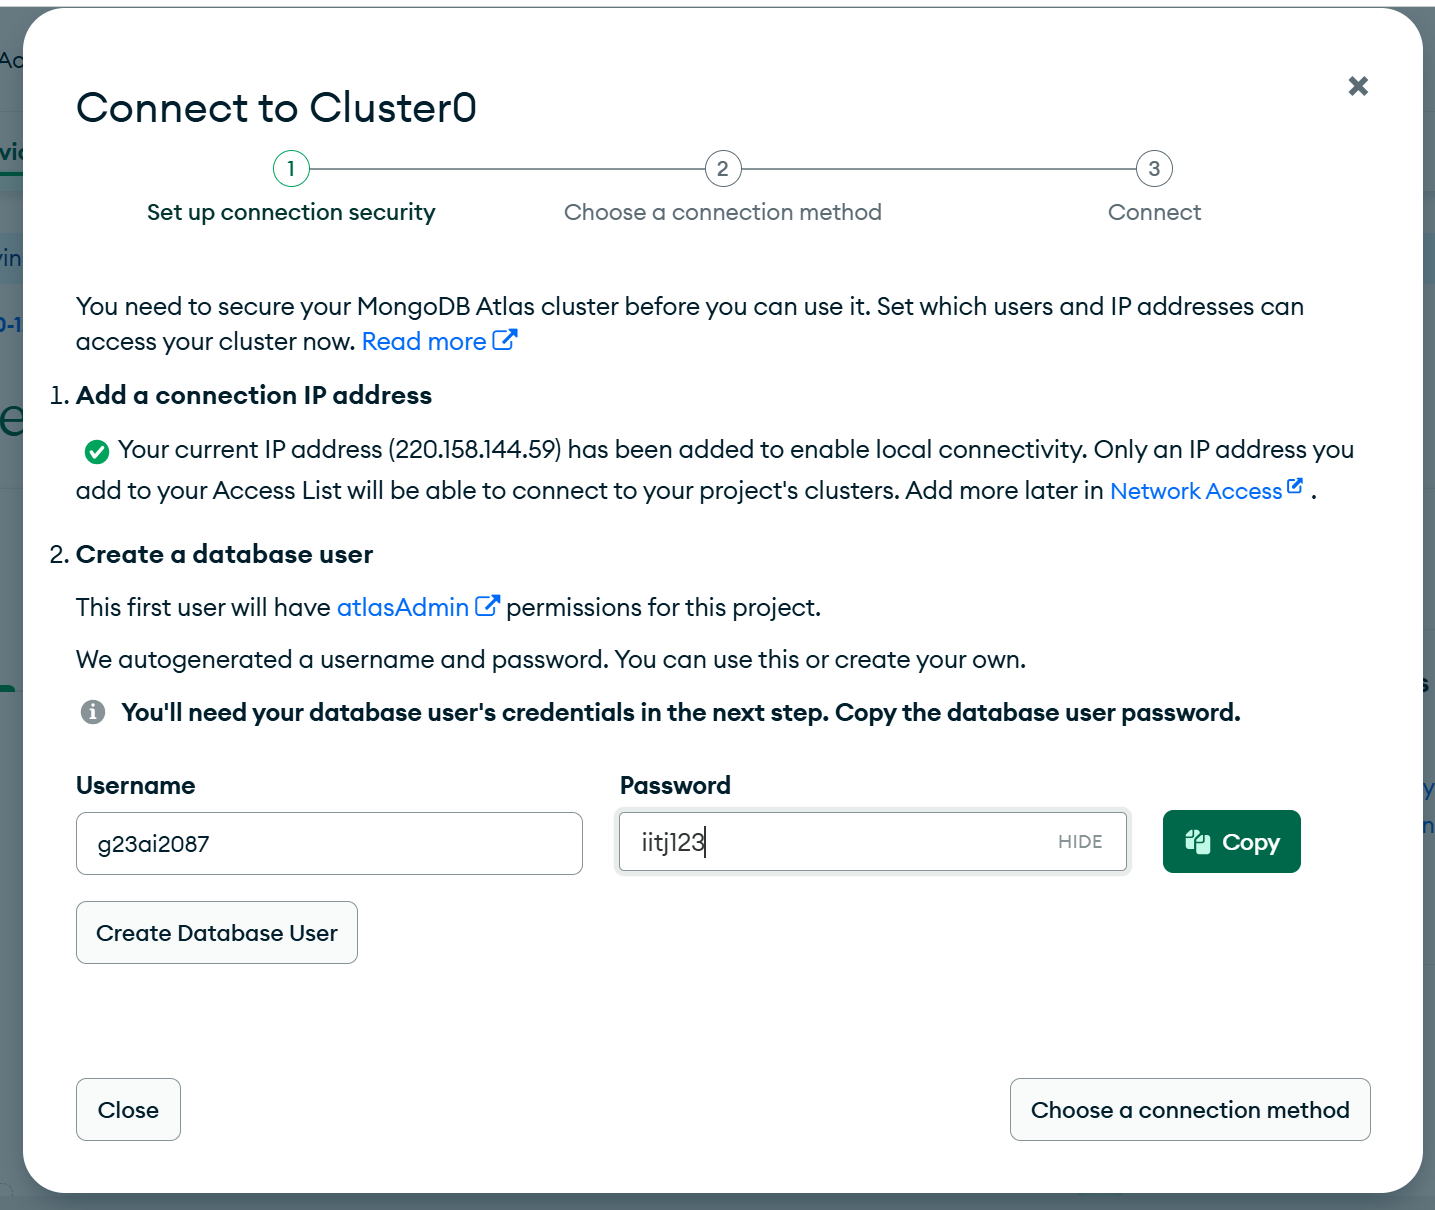 Connect to Cluster0
1
2
3
Set up connection security
Choose a connection method
Connect
You need to secure your MongoDB Atlas cluster before you can use it. Set which users and IP addresses can
access your cluster now. Read more
1. Add a connection IP address
Your current IP address (220.158.144.59) has been added to enable local connectivity. Only an IP address you
add to your Access List will be able to connect to your project's clusters. Add more later in Network Access .
2. Create a database user
This first user will have atlasAdmin permissions for this project.
We autogenerated a username and password. You can use this or create your own.
You'll need your database user's credentials in the next step. Copy the database user password.
Username
Password
g23ai2087
iitj123
HIDE
Copy
Create Database User
Close
Choose a connection method